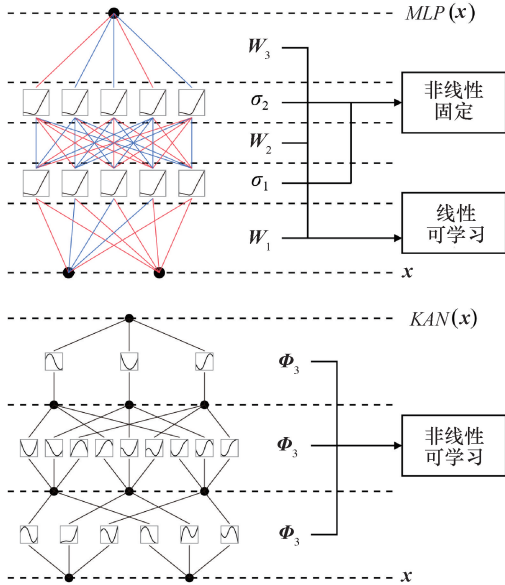 MLP(x)
W3
σ2
非线性
固定
W2
σ1
线性
可学习
W1
x
KAN(x)
Φ3
Φ3
非线性
可学习
Φ3
x